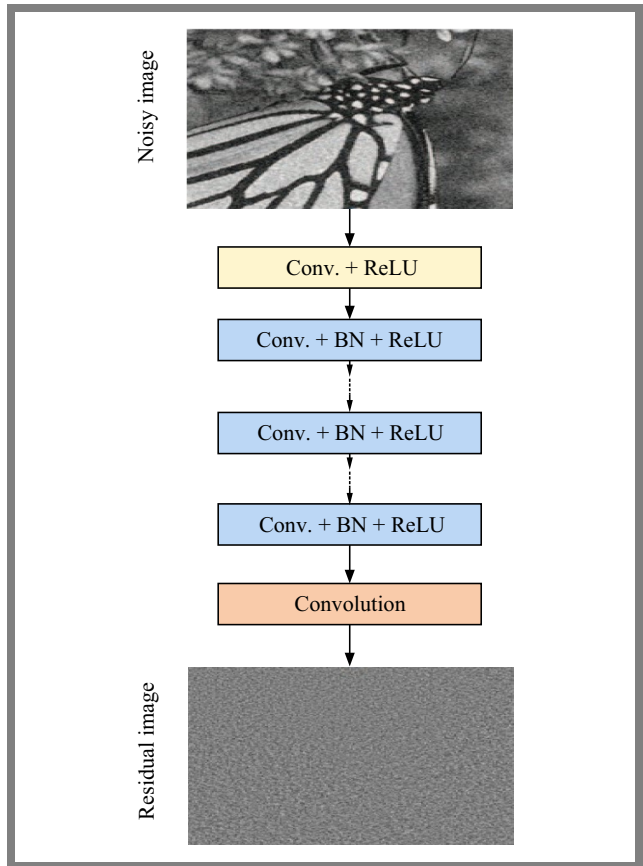 Noisy image
Conv. + ReLU
Conv. + BN + ReLU
Conv. + BN + ReLU
Conv. + BN + ReLU
Convolution
Residual image